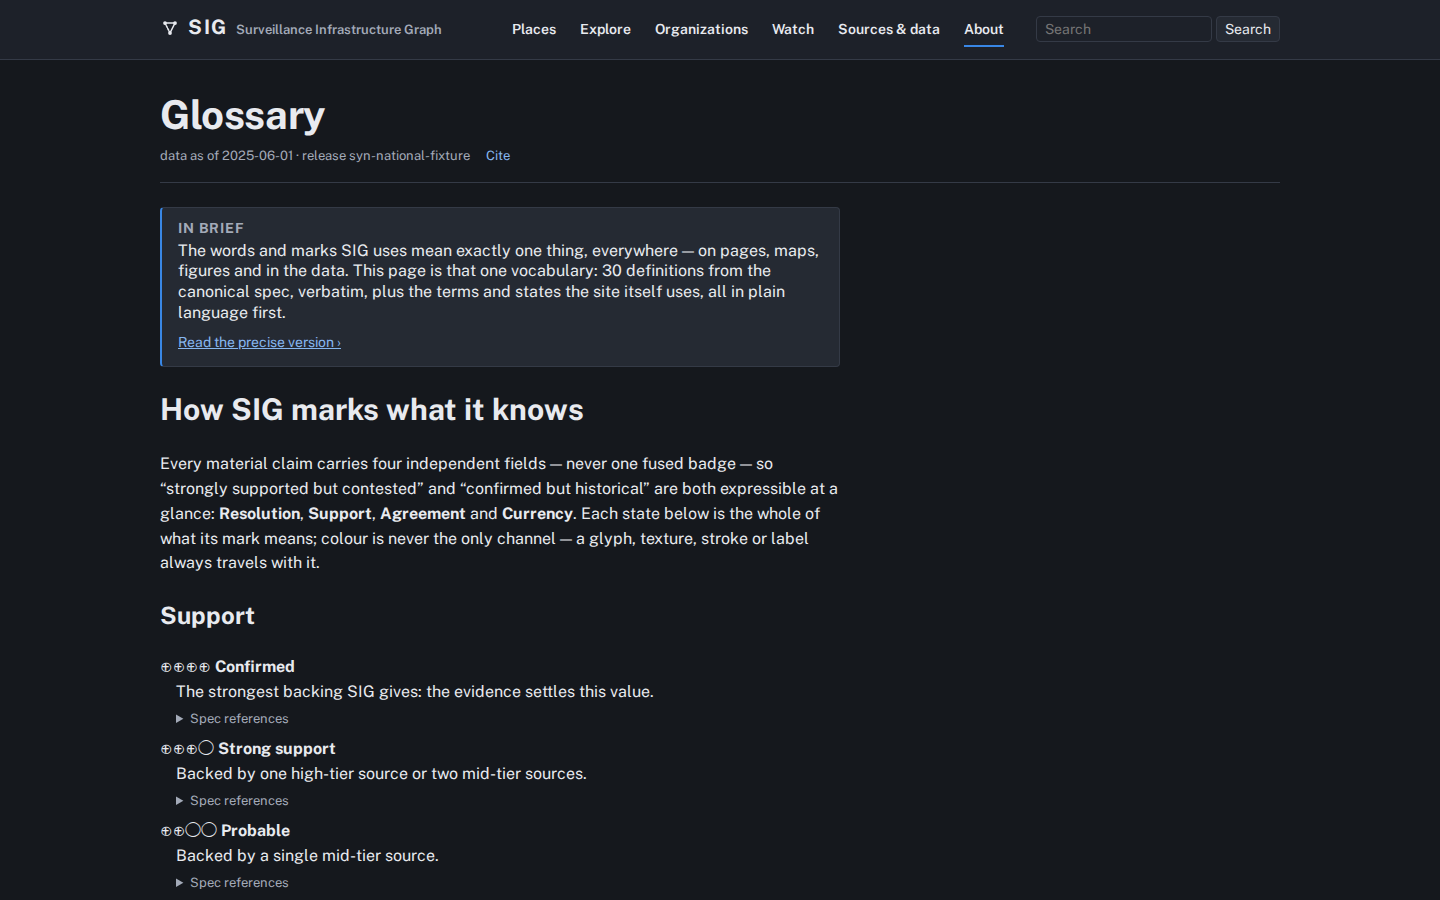 SIG Surveillance Infrastructure Graph Places Explore Organizations Watch Sources & data About Search Search
Glossary
data as of 2025-06-01 · release syn-national-fixture Cite
IN BRIEF
The words and marks SIG uses mean exactly one thing, everywhere — on pages, maps,
figures and in the data. This page is that one vocabulary: 30 definitions from the
canonical spec, verbatim, plus the terms and states the site itself uses, all in plain
language first.
Read the precise version ›
How SIG marks what it knows
Every material claim carries four independent fields — never one fused badge — so
“strongly supported but contested” and “confirmed but historical” are both expressible at a
glance: Resolution, Support, Agreement and Currency. Each state below is the whole of
what its mark means; colour is never the only channel — a glyph, texture, stroke or label
always travels with it.
Support
⊕⊕⊕⊕ Confirmed
The strongest backing SIG gives: the evidence settles this value.
▶ Spec references
⊕⊕⊕◯ Strong support
Backed by one high-tier source or two mid-tier sources.
▶ Spec references
⊕⊕◯◯ Probable
Backed by a single mid-tier source.
▶ Spec references